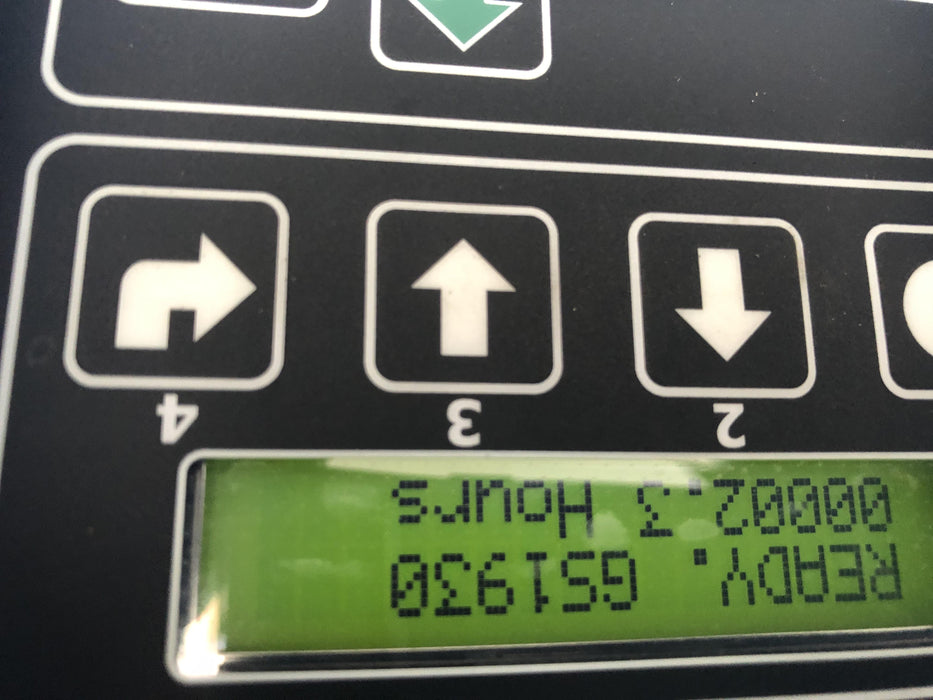 READY. GS1930
00002.3 Hours
2 3 4